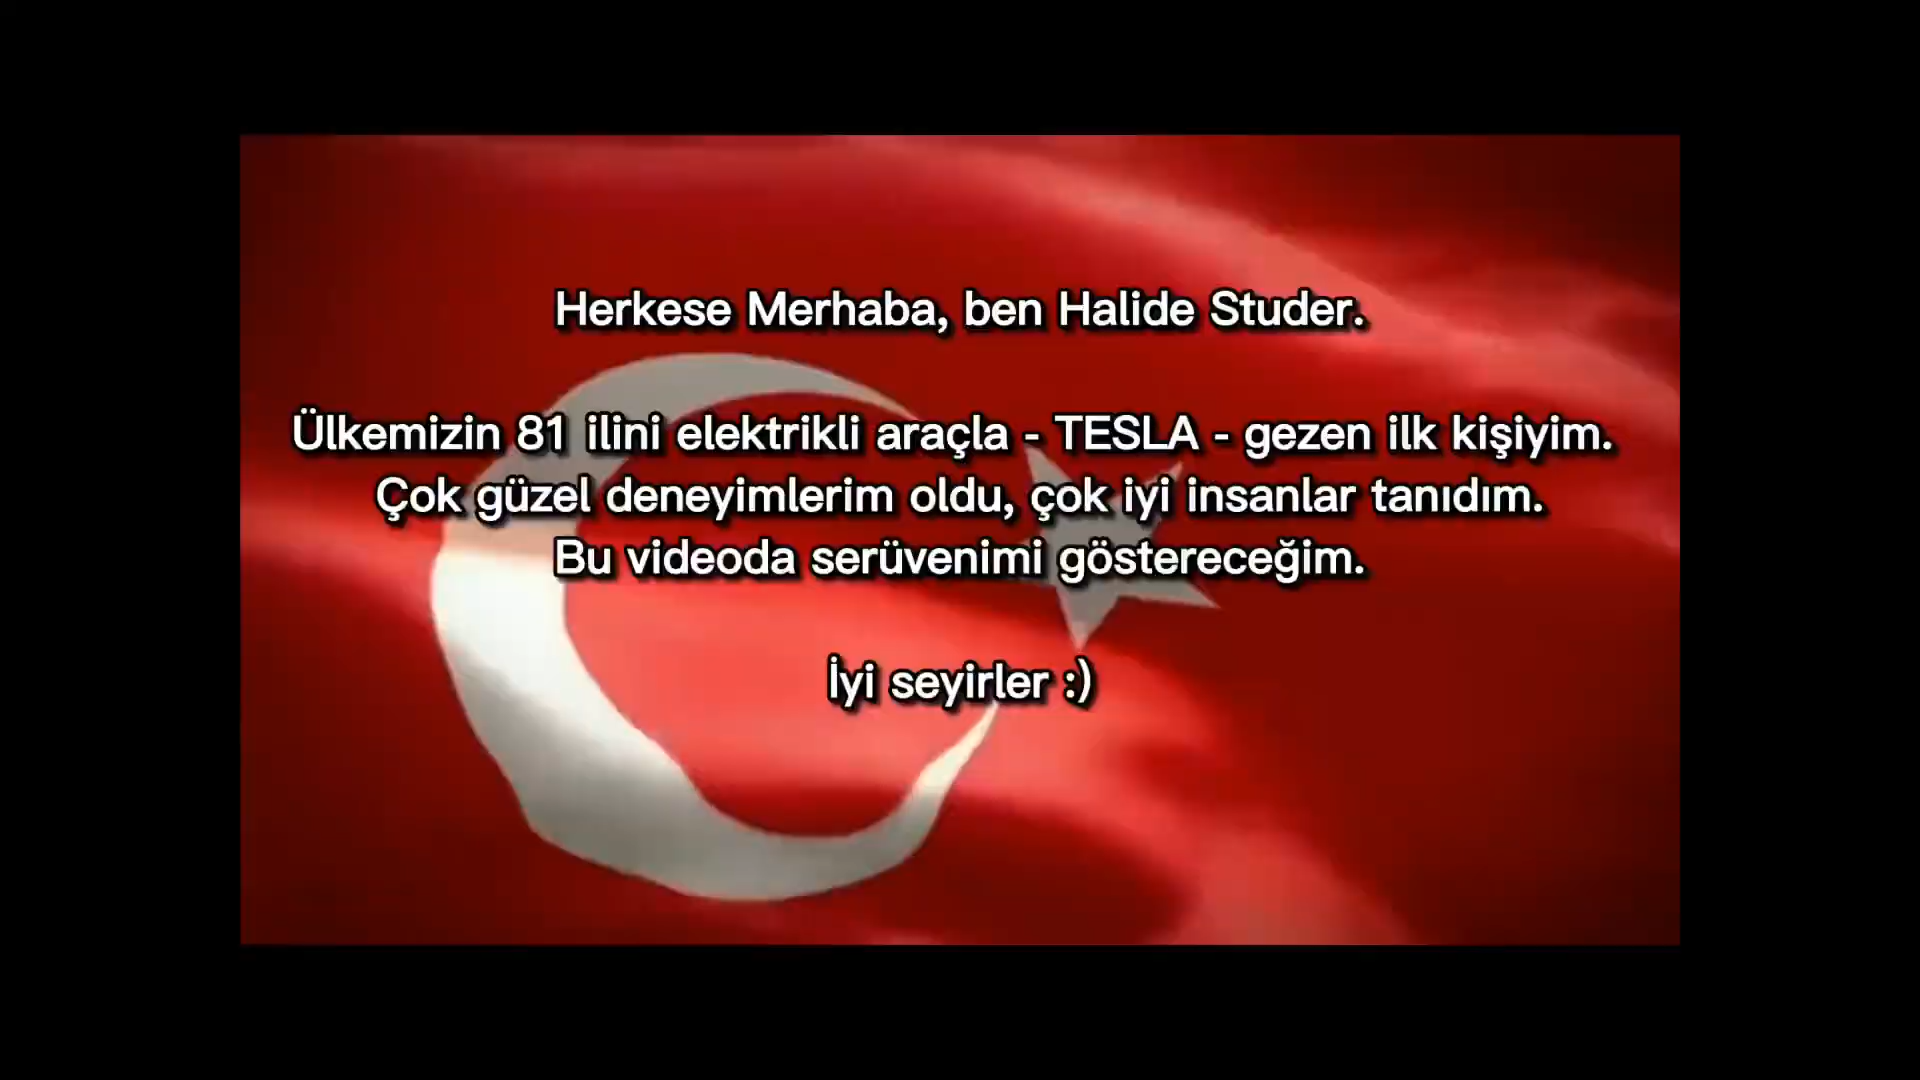 Herkese Merhaba, ben Halide Studer.
Ülkemizin 81 ilini elektrikli araçla - TESLA - gezen ilk kişiyim.
Çok güzel deneyimlerim oldu, çok iyi insanlar tanıdım.
Bu videoda serüvenimi göstereceğim.
İyi seyirler :)